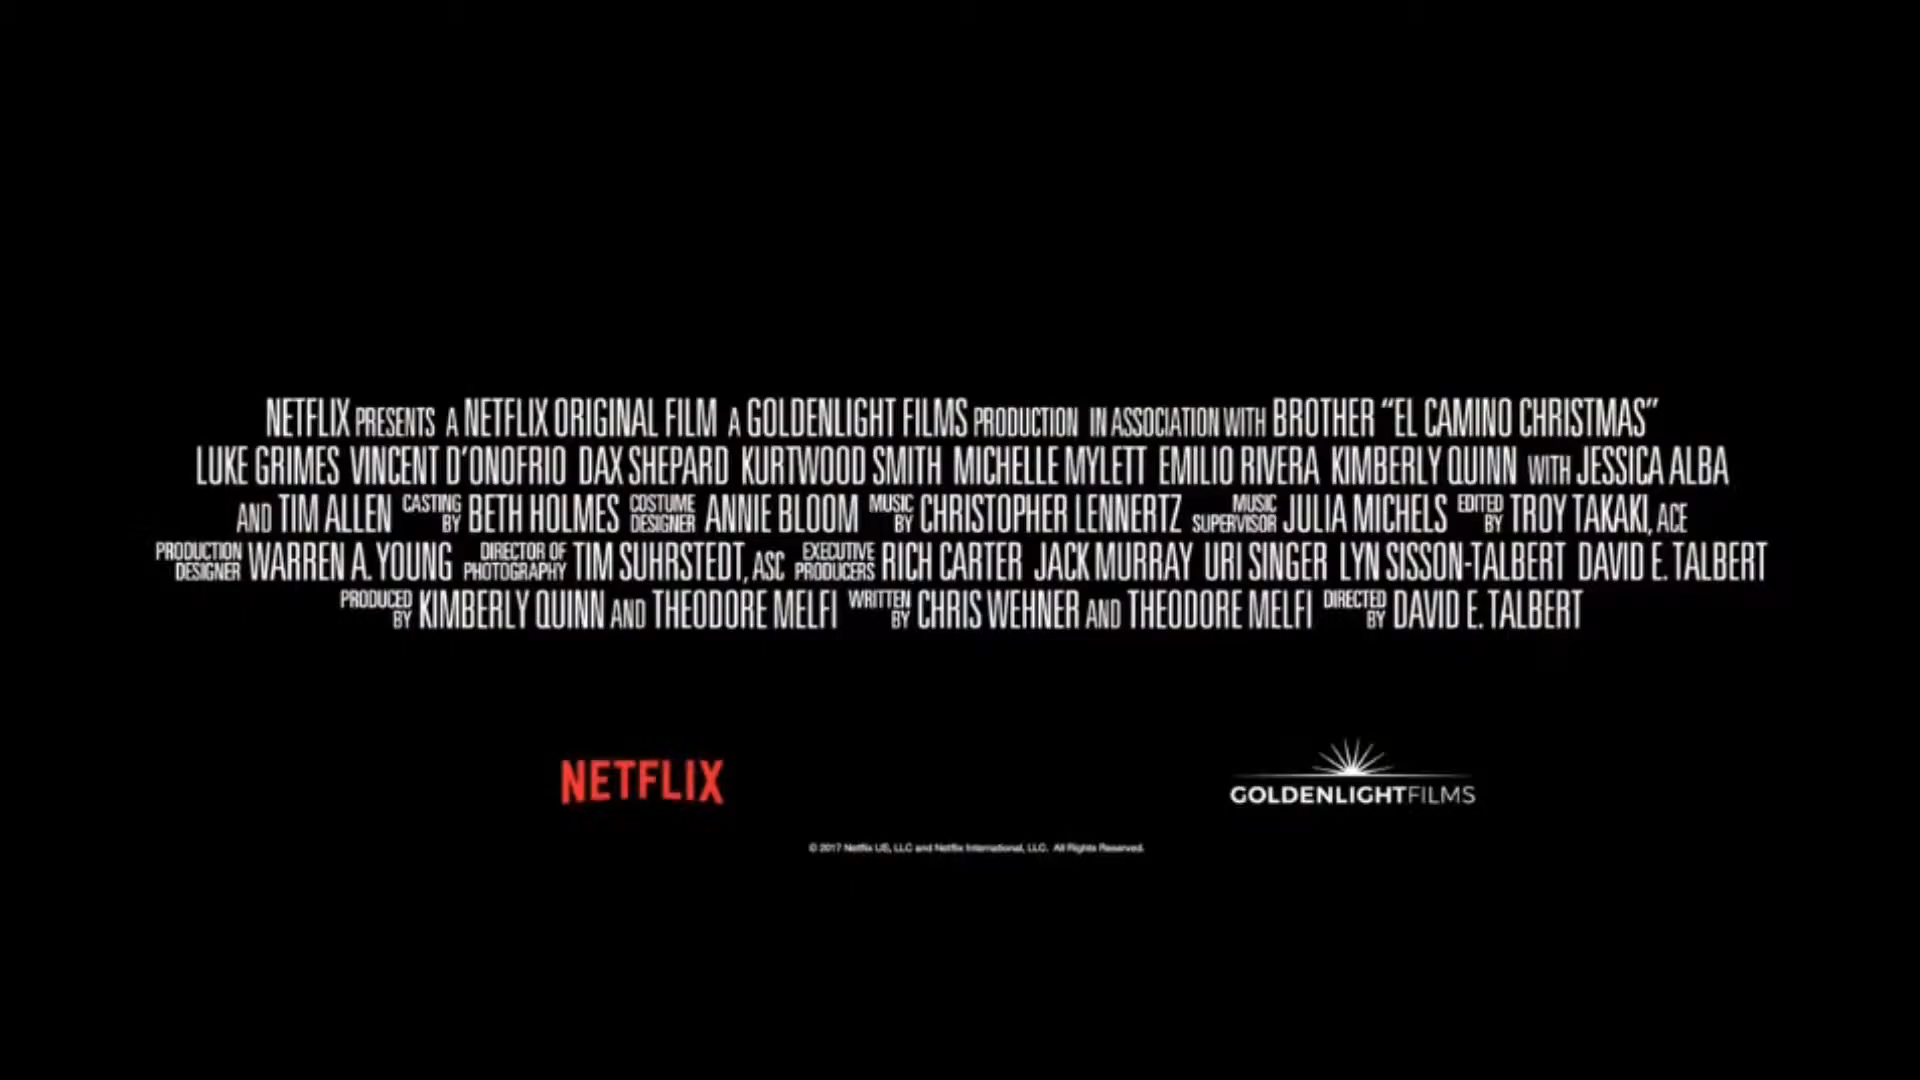 NETFLIX PRESENTS A NETFLIX ORIGINAL FILM A GOLDENLIGHT FILMS PRODUCTION IN ASSOCIATION WITH BROTHER “EL CAMINO CHRISTMAS”
LUKE GRIMES VINCENT D'ONOFRIO DAX SHEPARD KURTWOOD SMITH MICHELLE MYLETT EMILIO RIVERA KIMBERLY QUINN WITH JESSICA ALBA
AND TIM ALLEN CASTING BY BETH HOLMES COSTUME DESIGNER ANNIE BLOOM MUSIC BY CHRISTOPHER LENNERTZ MUSIC SUPERVISOR JULIA MICHELS EDITED BY TROY TAKAKI, ACE
PRODUCTION DESIGNER WARREN A. YOUNG DIRECTOR OF PHOTOGRAPHY TIM SUHRSTEDT, ASC EXECUTIVE PRODUCERS RICH CARTER JACK MURRAY URI SINGER LYN SISSON-TALBERT DAVID E. TALBERT
PRODUCED BY KIMBERLY QUINN AND THEODORE MELFI WRITTEN BY CHRIS WEHNER AND THEODORE MELFI DIRECTED BY DAVID E. TALBERT
NETFLIX
GOLDENLIGHTFILMS
© 2017 Netflix US, LLC and Netflix International, LLC. All Rights Reserved.